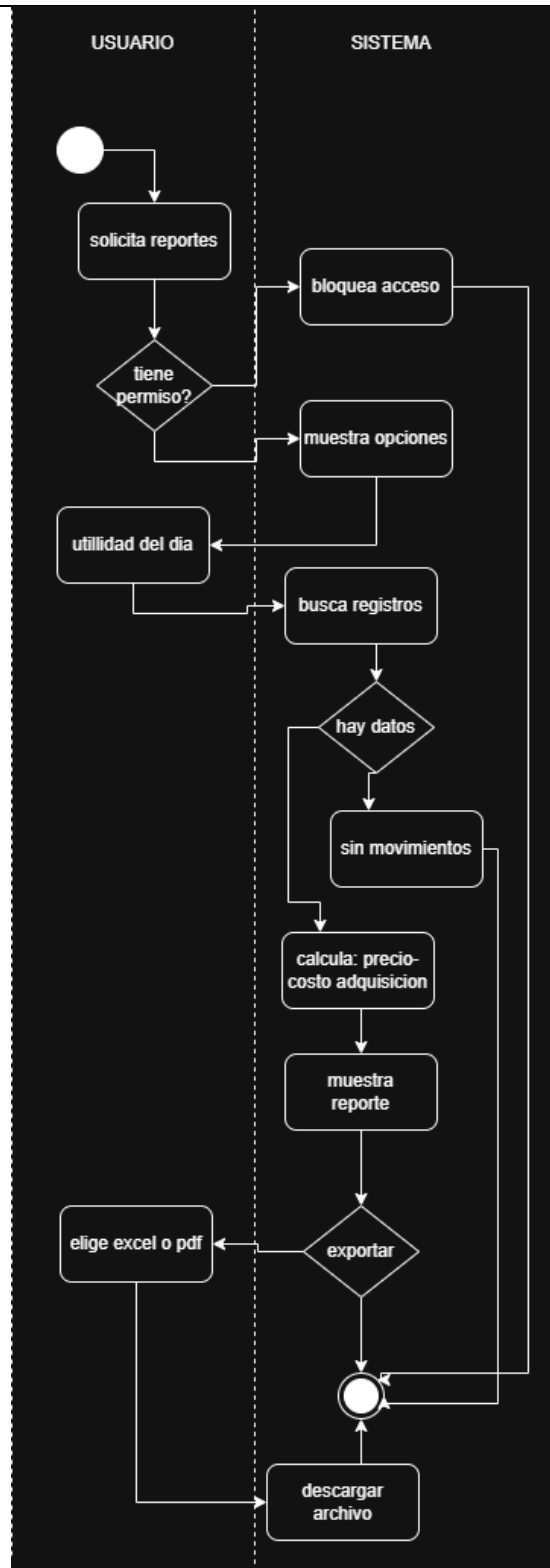 USUARIO
SISTEMA
solicita reportes
bloquea acceso
tiene
permiso?
muestra opciones
utillidad del dia
busca registros
hay datos
sin movimientos
calcula: precio-
costo adquisicion
muestra
reporte
elige excel o pdf
exportar
descargar
archivo